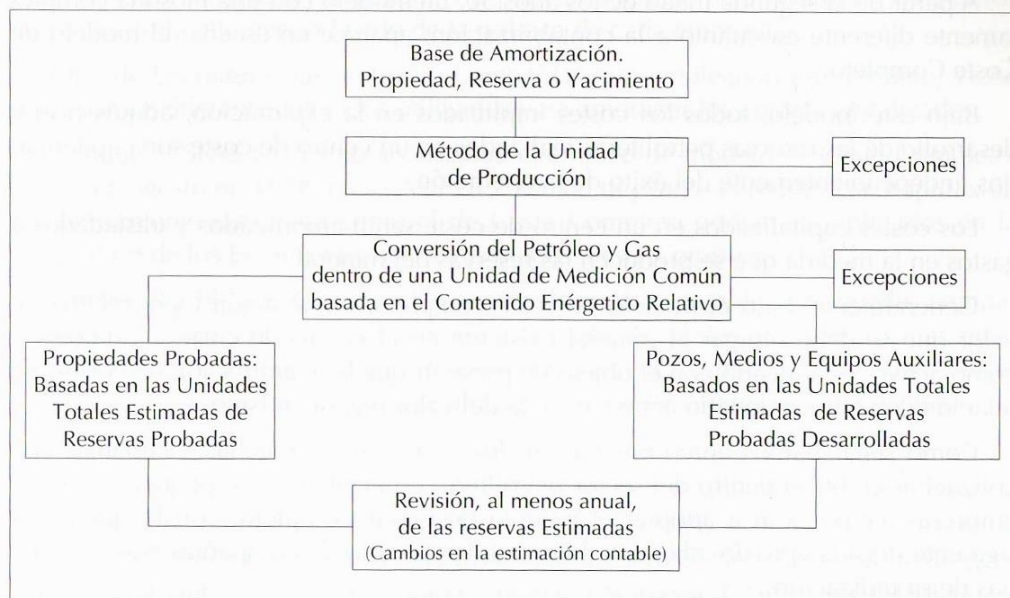 Base de Amortización.
Propiedad, Reserva o Yacimiento
Método de la Unidad
de Producción
Excepciones
Conversión del Petróleo y Gas
dentro de una Unidad de Medición Común
basada en el Contenido Enérgetico Relativo
Excepciones
Propiedades Probadas:
Basadas en las Unidades
Totales Estimadas de
Reservas Probadas
Pozos, Medios y Equipos Auxiliares:
Basados en las Unidades Totales
Estimadas de Reservas
Probadas Desarrolladas
Revisión, al menos anual,
de las reservas Estimadas
(Cambios en la estimación contable)